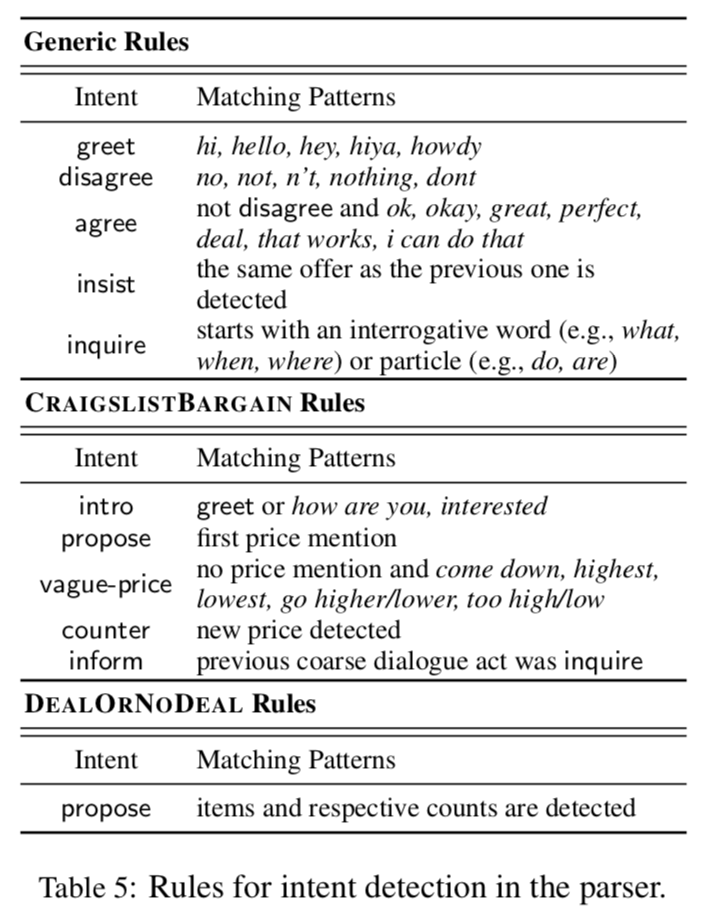 Generic Rules
Intent Matching Patterns
greet hi, hello, hey, hiya, howdy
disagree no, not, n't, nothing, dont
agree not disagree and ok, okay, great, perfect,
deal, that works, i can do that
insist the same offer as the previous one is
detected
inquire starts with an interrogative word (e.g., what,
when, where) or particle (e.g., do, are)
CRAIGSLISTBARGAIN Rules
Intent Matching Patterns
intro greet or how are you, interested
propose first price mention
vague-price no price mention and come down, highest,
lowest, go higher/lower, too high/low
counter new price detected
inform previous coarse dialogue act was inquire
DEALORNODEAL Rules
Intent Matching Patterns
propose items and respective counts are detected
Table 5: Rules for intent detection in the parser.